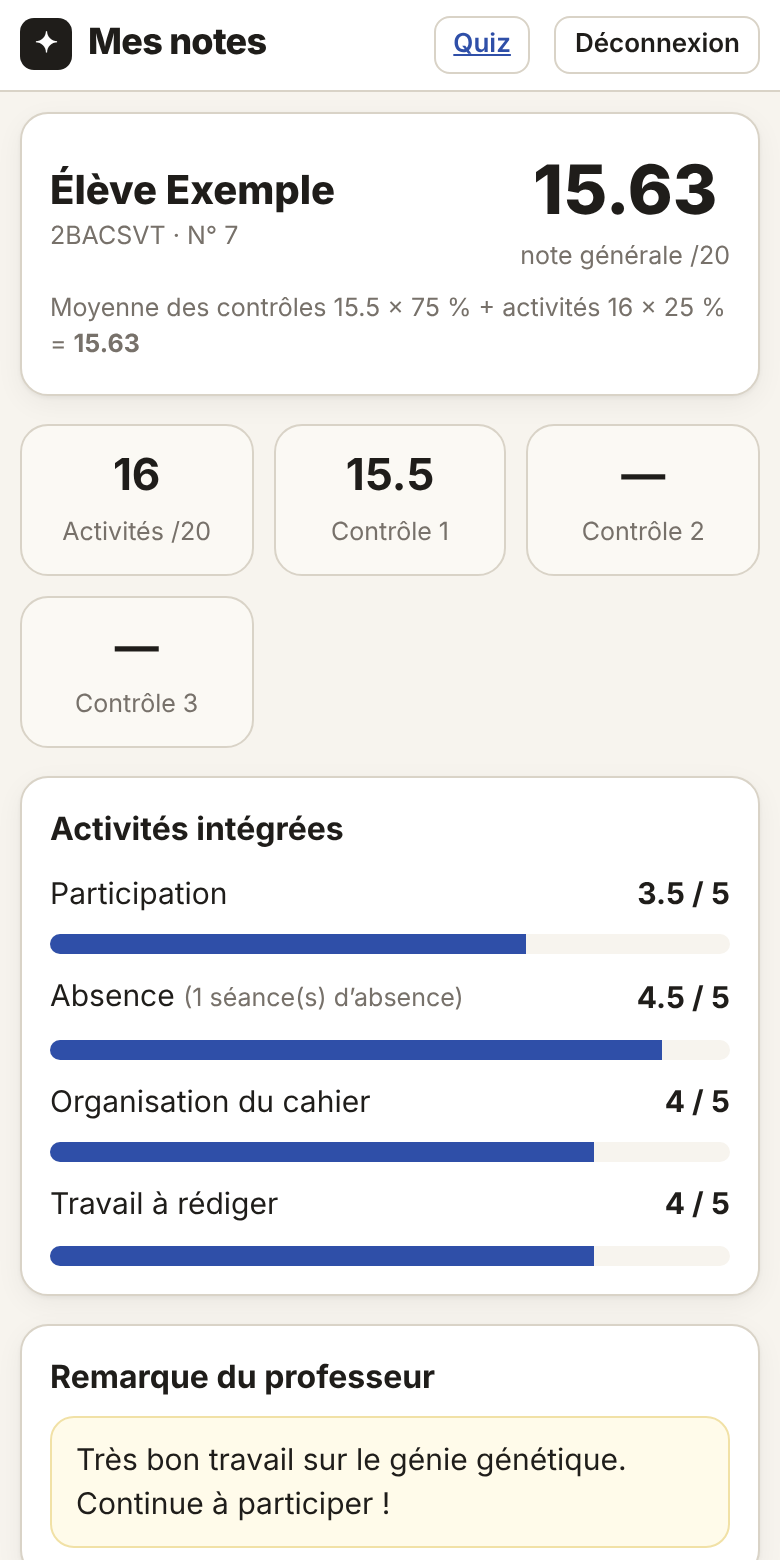 Mes notes
Quiz
Déconnexion
Élève Exemple
2BACSVT · N° 7
15.63
note générale /20
Moyenne des contrôles 15.5 × 75 % + activités 16 × 25 %
= 15.63
16
Activités /20
15.5
Contrôle 1
—
Contrôle 2
—
Contrôle 3
Activités intégrées
Participation
3.5 / 5
Absence (1 séance(s) d’absence)
4.5 / 5
Organisation du cahier
4 / 5
Travail à rédiger
4 / 5
Remarque du professeur
Très bon travail sur le génie génétique.
Continue à participer !